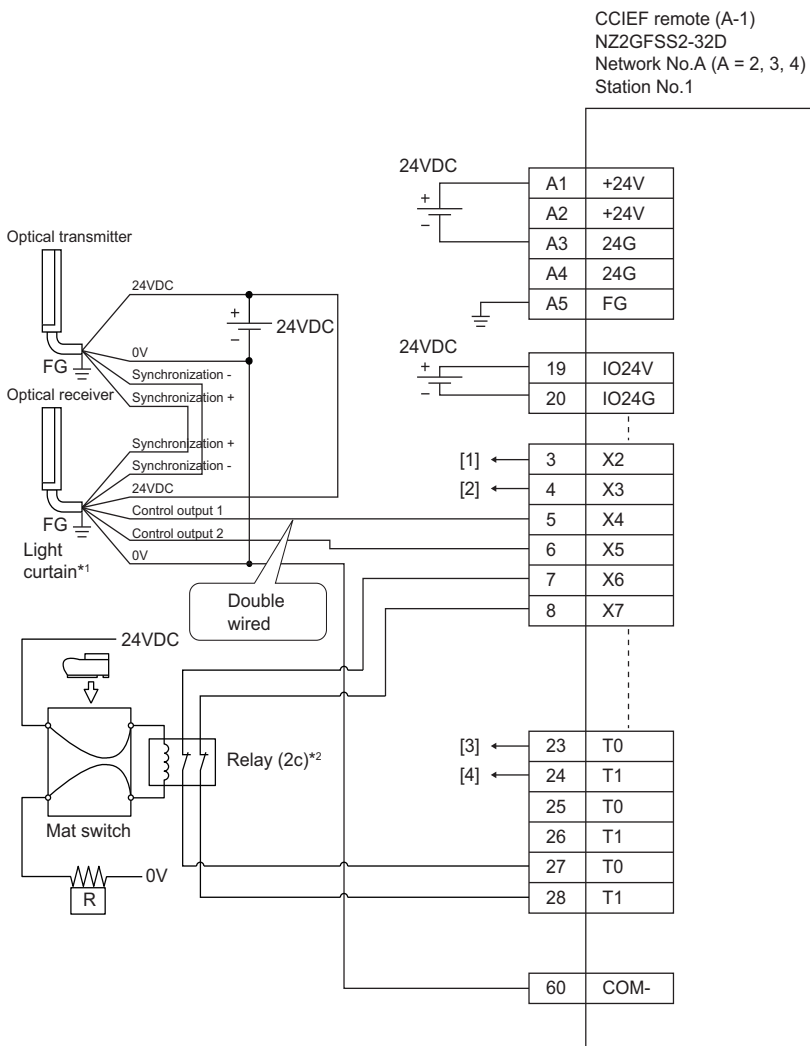 CCIEF remote (A-1)
NZ2GFSS2-32D
Network No.A (A = 2, 3, 4)
Station No.1
24VDC
+
−
A1 +24V
A2 +24V
A3 24G
A4 24G
A5 FG
24VDC
+
−
19 IO24V
20 IO24G
Optical transmitter
24VDC
+
−
24VDC
0V
FG
Synchronization -
Synchronization +
Optical receiver
Synchronization +
Synchronization -
24VDC
Control output 1
Control output 2
0V
FG
Light
curtain*1
Double
wired
[1] 3 X2
[2] 4 X3
5 X4
6 X5
7 X6
8 X7
24VDC
Relay (2c)*2
Mat switch
R
0V
[3] 23 T0
[4] 24 T1
25 T0
26 T1
27 T0
28 T1
60 COM-